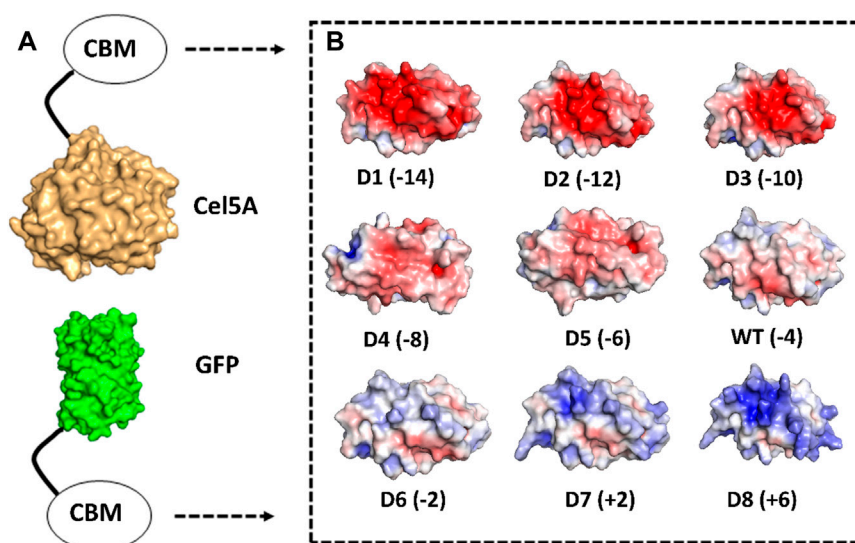 A
CBM
Cel5A
GFP
CBM
B
D1 (-14)
D2 (-12)
D3 (-10)
D4 (-8)
D5 (-6)
WT (-4)
D6 (-2)
D7 (+2)
D8 (+6)